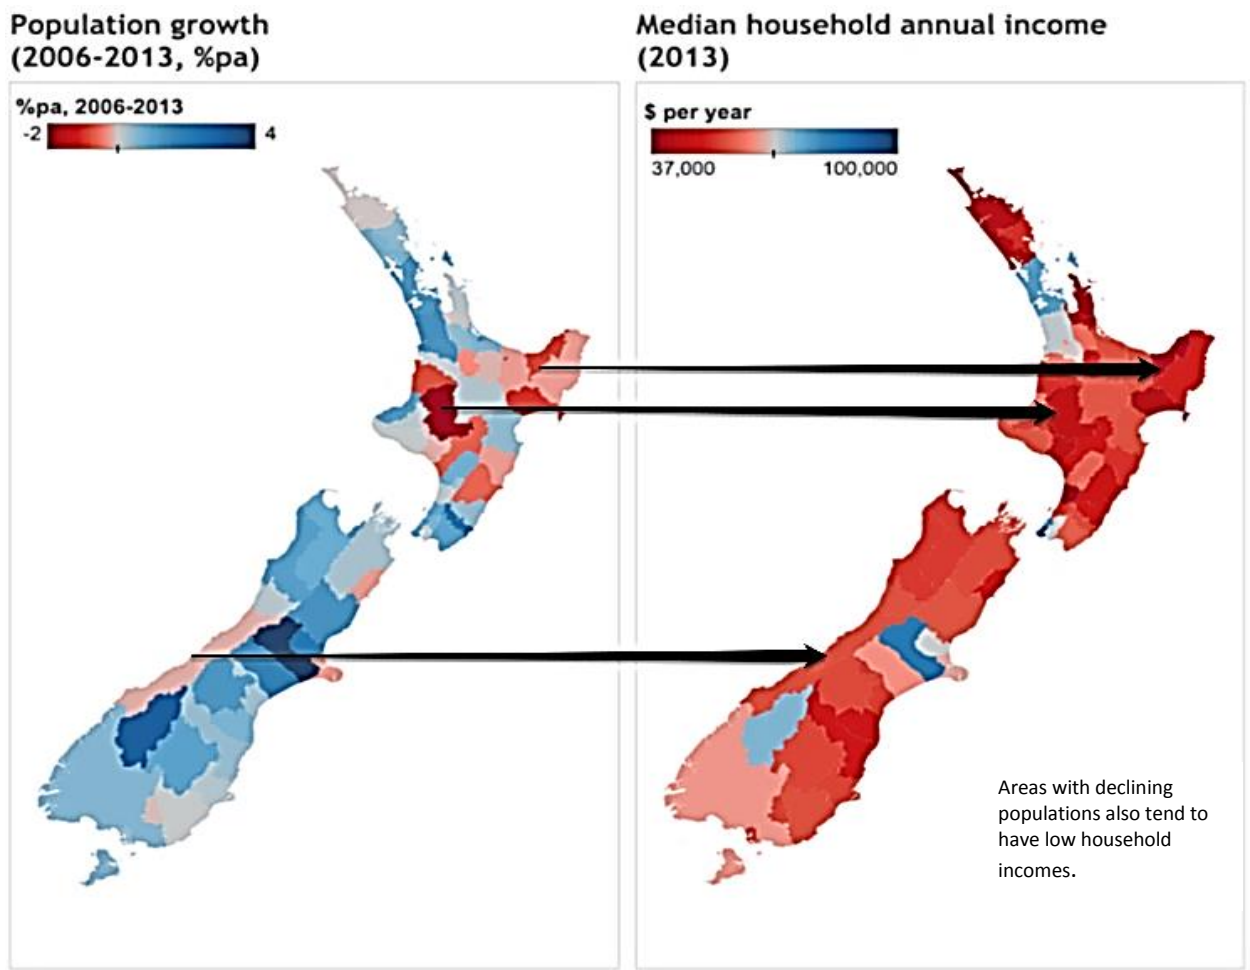 Population growth
(2006-2013, %pa)
%pa, 2006-2013
-2 4
Median household annual income
(2013)
$ per year
37,000 100,000
Areas with declining
populations also tend to
have low household
incomes.